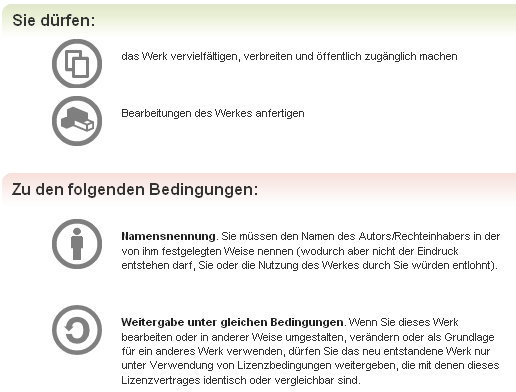 Sie dürfen:
das Werk vervielfältigen, verbreiten und öffentlich zugänglich machen
Bearbeitungen des Werkes anfertigen
Zu den folgenden Bedingungen:
Namensnennung. Sie müssen den Namen des Autors/Rechteinhabers in der
von ihm festgelegten Weise nennen (wodurch aber nicht der Eindruck
entstehen darf, Sie oder die Nutzung des Werkes durch Sie würden entlohnt).
Weitergabe unter gleichen Bedingungen. Wenn Sie dieses Werk
bearbeiten oder in anderer Weise umgestalten, verändern oder als Grundlage
für ein anderes Werk verwenden, dürfen Sie das neu entstandene Werk nur
unter Verwendung von Lizenzbedingungen weitergeben, die mit denen dieses
Lizenzvertrages identisch oder vergleichbar sind.